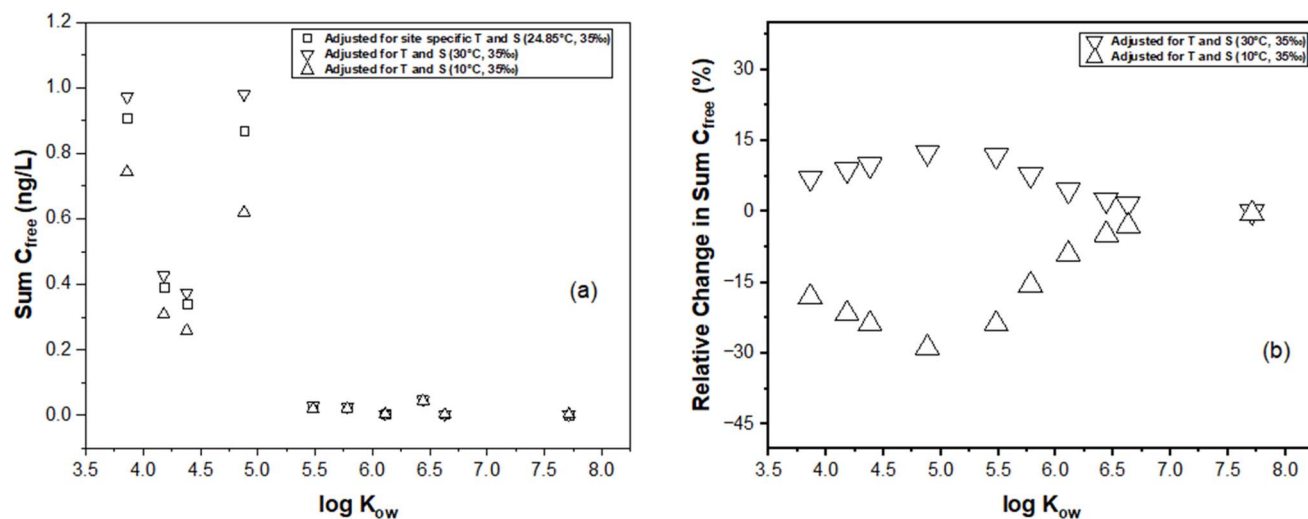 1.2
1.0
0.8
0.6
0.4
0.2
0.0
Sum C_free (ng/L)
Adjusted for site specific T and S (24.85°C, 35‰)
Adjusted for T and S (30°C, 35‰)
Adjusted for T and S (10°C, 35‰)
(a)
3.5 4.0 4.5 5.0 5.5 6.0 6.5 7.0 7.5 8.0
log K_ow
30
15
0
−15
−30
−45
Relative Change in Sum C_free (%)
Adjusted for T and S (30°C, 35‰)
Adjusted for T and S (10°C, 35‰)
(b)
3.5 4.0 4.5 5.0 5.5 6.0 6.5 7.0 7.5 8.0
log K_ow